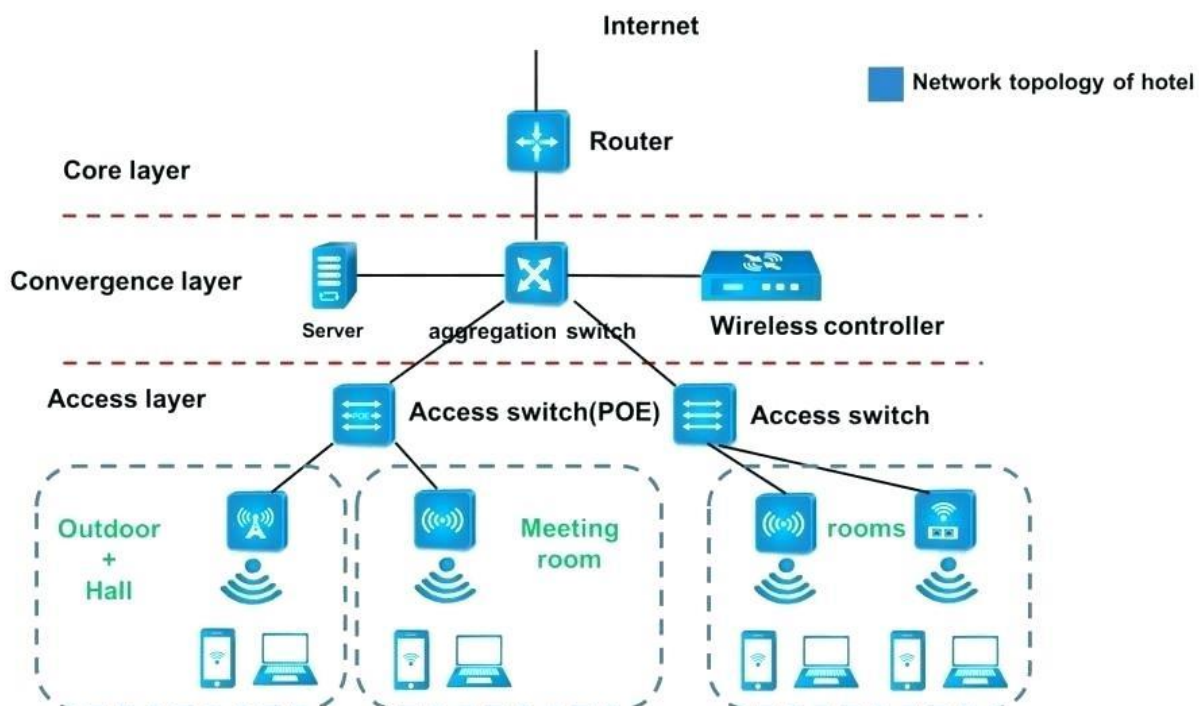 Internet
Network topology of hotel
Router
Core layer
Convergence layer
Server
aggregation switch
Wireless controller
Access layer
POE
Access switch(POE)
Access switch
Outdoor
+
Hall
Meeting
room
rooms